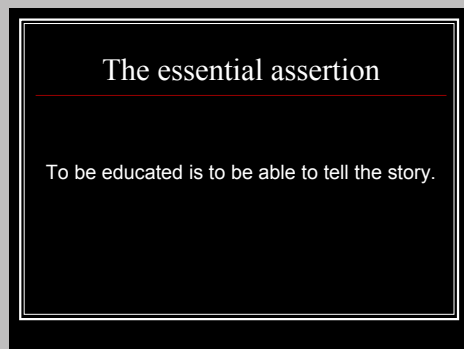 The essential assertion
To be educated is to be able to tell the story.